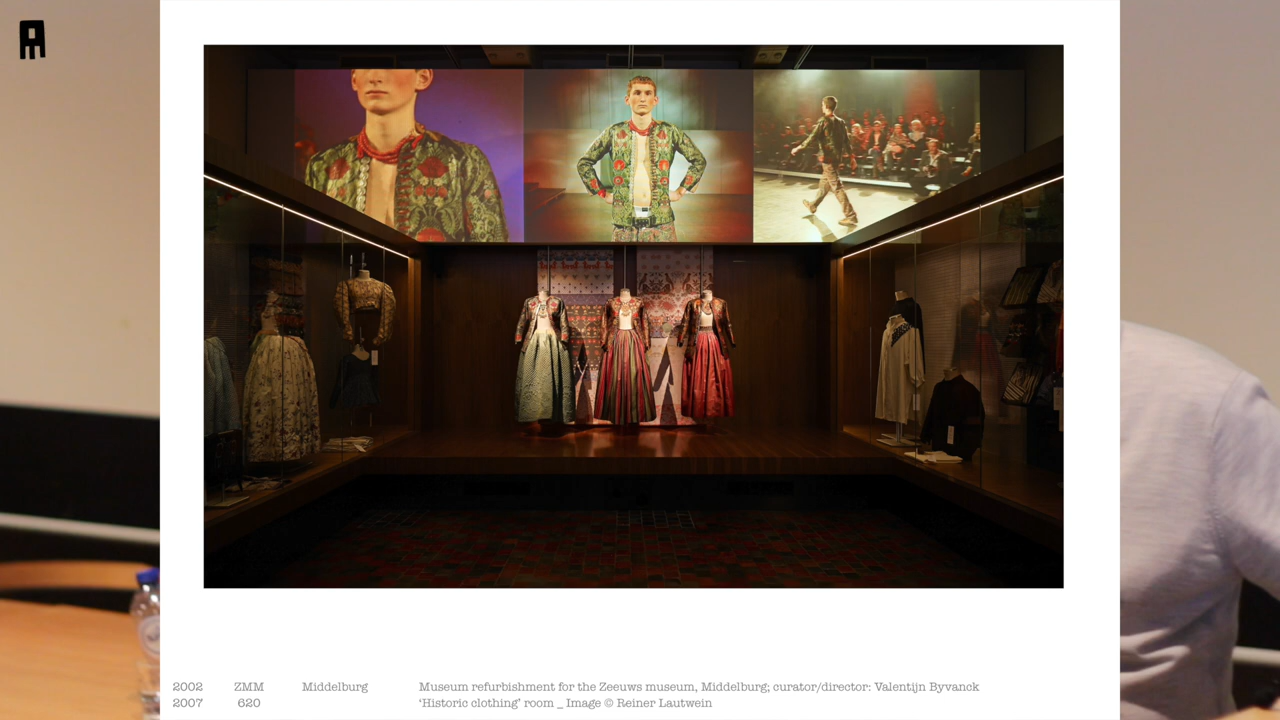 2002 ZMM Middelburg Museum refurbishment for the Zeeuws museum, Middelburg; curator/director: Valentijn Byvanck
2007 620 ‘Historic clothing’ room _ Image © Reiner Lautwein